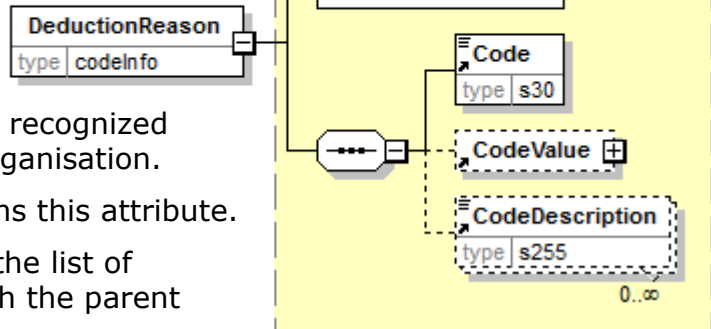 DeductionReason
type codeInfo
Code
type s30
recognized
ganisation.
CodeValue
ns this attribute.
CodeDescription
type s255
the list of
h the parent
0..∞